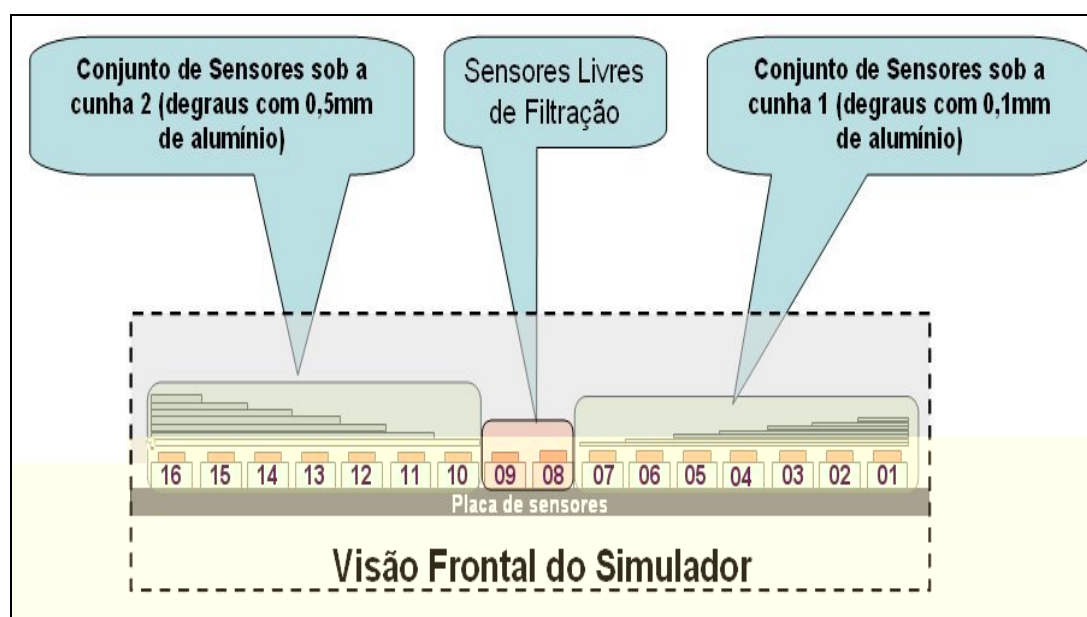 Conjunto de Sensores sob a
cunha 2 (degraus com 0,5mm
de alumínio)
Sensores Livres
de Filtração
Conjunto de Sensores sob a
cunha 1 (degraus com 0,1mm
de alumínio)
16 15 14 13 12 11 10 09 08 07 06 05 04 03 02 01
Placa de sensores
Visão Frontal do Simulador